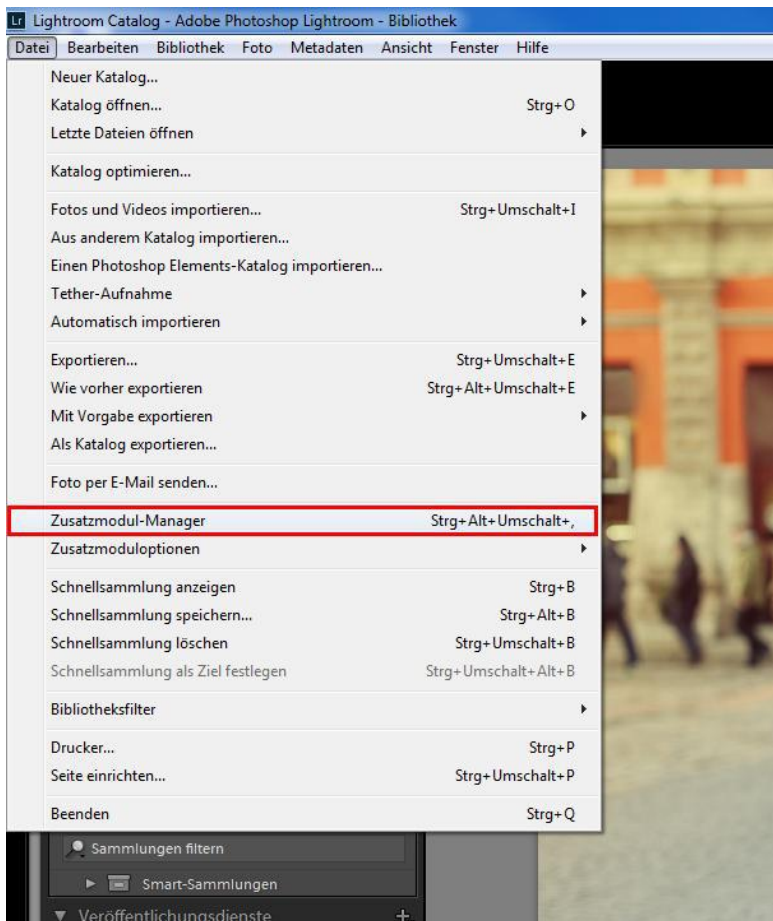 Lr Lightroom Catalog - Adobe Photoshop Lightroom - Bibliothek
Datei Bearbeiten Bibliothek Foto Metadaten Ansicht Fenster Hilfe
Neuer Katalog...
Katalog öffnen... Strg+O
Letzte Dateien öffnen
Katalog optimieren...
Fotos und Videos importieren... Strg+Umschalt+I
Aus anderem Katalog importieren...
Einen Photoshop Elements-Katalog importieren...
Tether-Aufnahme
Automatisch importieren
Exportieren... Strg+Umschalt+E
Wie vorher exportieren Strg+Alt+Umschalt+E
Mit Vorgabe exportieren
Als Katalog exportieren...
Foto per E-Mail senden...
Zusatzmodul-Manager Strg+Alt+Umschalt+,
Zusatzmoduloptionen
Schnellsammlung anzeigen Strg+B
Schnellsammlung speichern... Strg+Alt+B
Schnellsammlung löschen Strg+Umschalt+B
Schnellsammlung als Ziel festlegen Strg+Umschalt+Alt+B
Bibliotheksfilter
Drucker... Strg+P
Seite einrichten... Strg+Umschalt+P
Beenden Strg+Q
Sammlungen filtern
Smart-Sammlungen
Veröffentlichungsdienste +